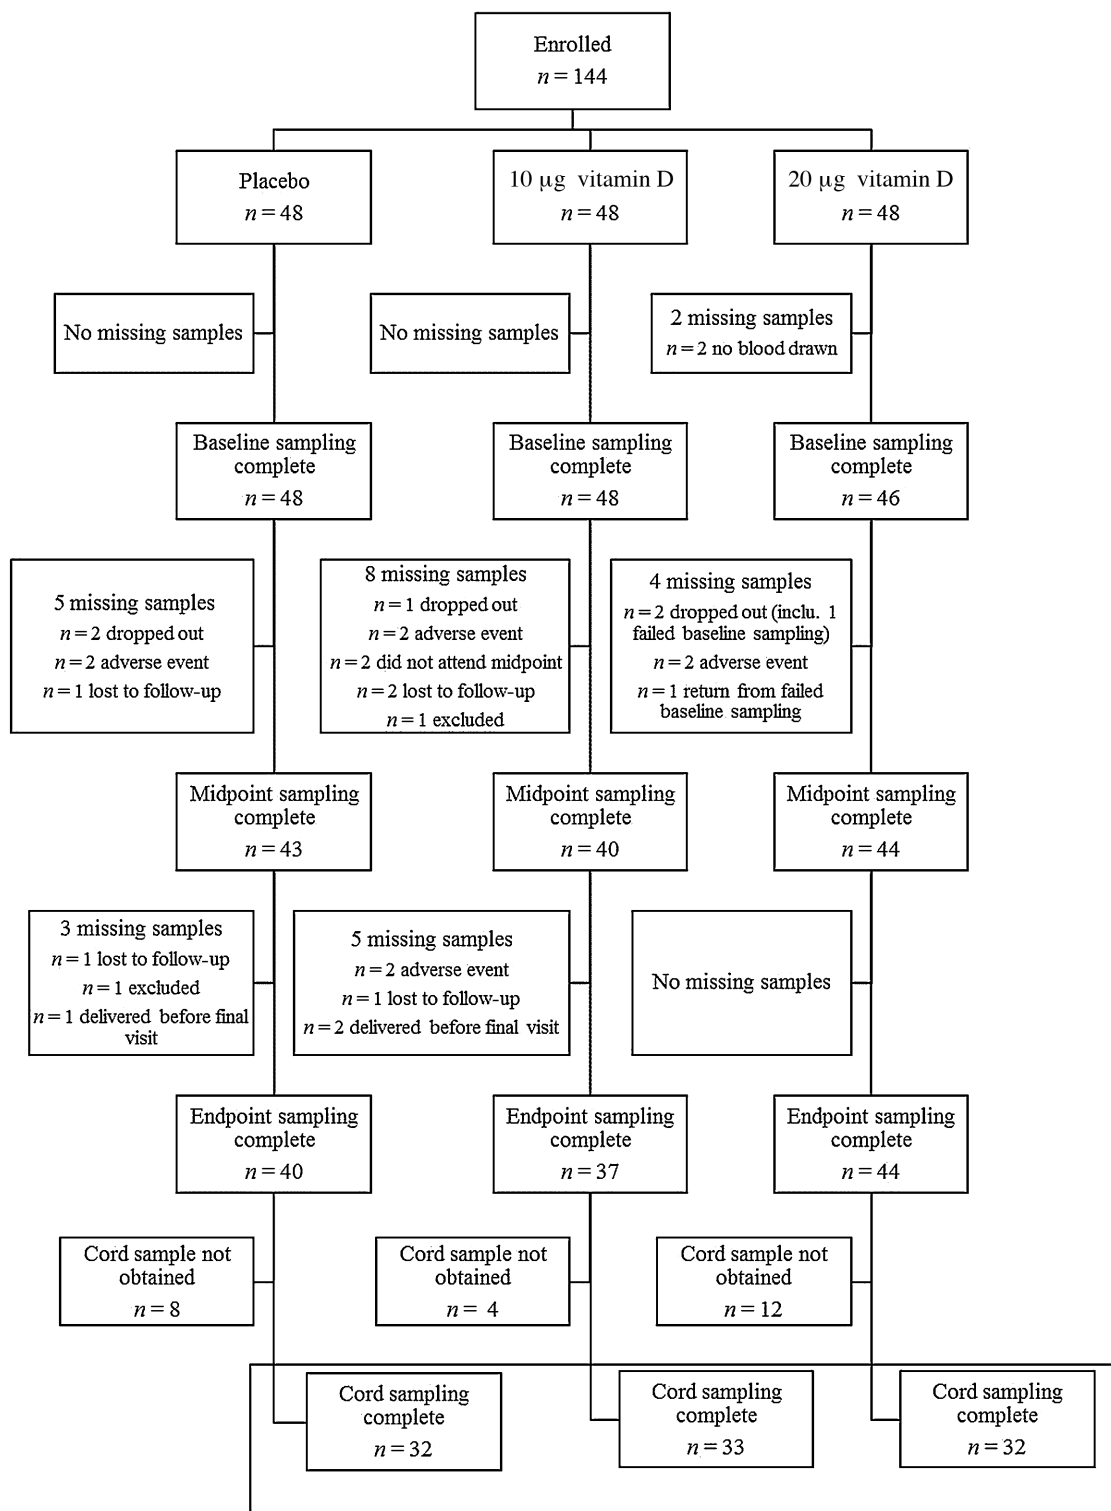 Enrolled
n = 144
Placebo
n = 48
10 µg vitamin D
n = 48
20 µg vitamin D
n = 48
No missing samples
No missing samples
2 missing samples
n = 2 no blood drawn
Baseline sampling
complete
n = 48
Baseline sampling
complete
n = 48
Baseline sampling
complete
n = 46
5 missing samples
n = 2 dropped out
n = 2 adverse event
n = 1 lost to follow-up
8 missing samples
n = 1 dropped out
n = 2 adverse event
n = 2 did not attend midpoint
n = 2 lost to follow-up
n = 1 excluded
4 missing samples
n = 2 dropped out (inclu. 1
failed baseline sampling)
n = 2 adverse event
n = 1 return from failed
baseline sampling
Midpoint sampling
complete
n = 43
Midpoint sampling
complete
n = 40
Midpoint sampling
complete
n = 44
3 missing samples
n = 1 lost to follow-up
n = 1 excluded
n = 1 delivered before final
visit
5 missing samples
n = 2 adverse event
n = 1 lost to follow-up
n = 2 delivered before final visit
No missing samples
Endpoint sampling
complete
n = 40
Endpoint sampling
complete
n = 37
Endpoint sampling
complete
n = 44
Cord sample not
obtained
n = 8
Cord sample not
obtained
n = 4
Cord sample not
obtained
n = 12
Cord sampling
complete
n = 32
Cord sampling
complete
n = 33
Cord sampling
complete
n = 32